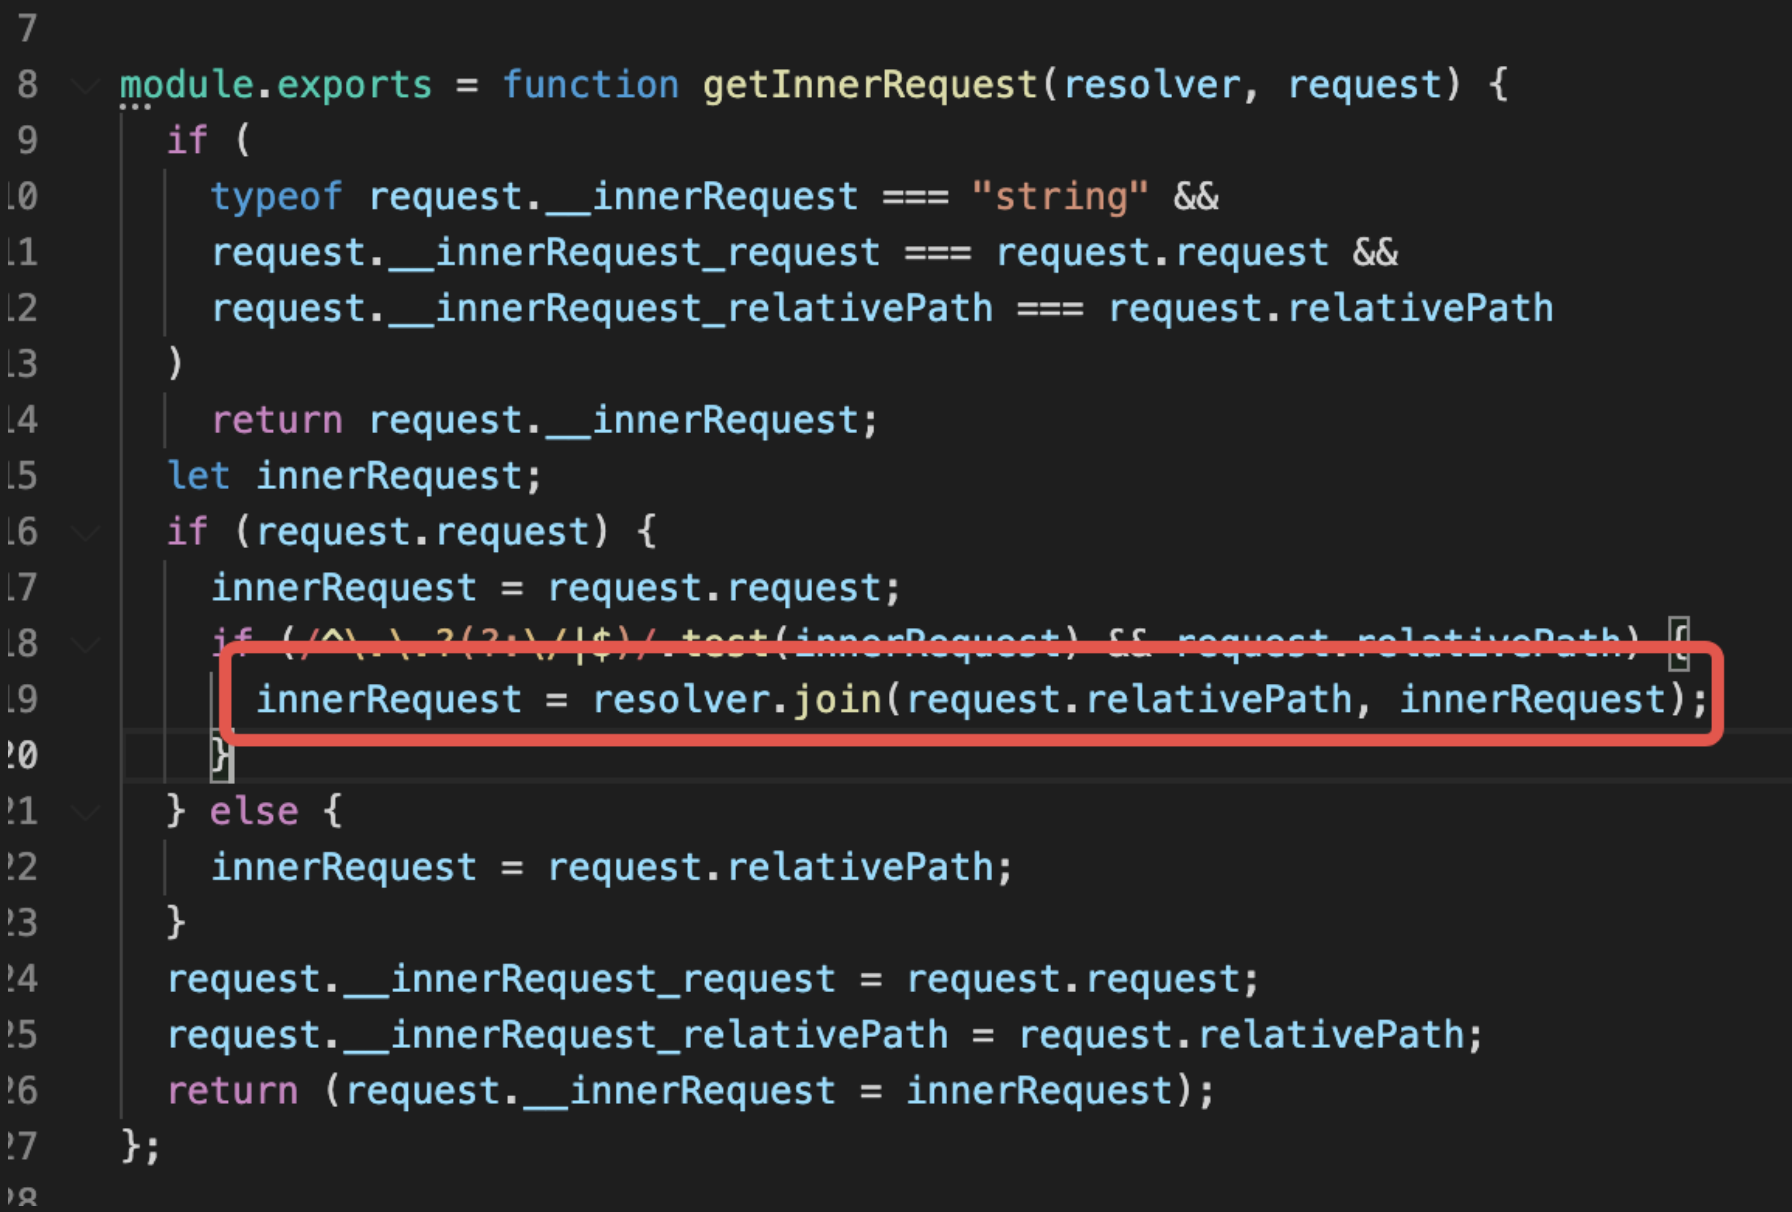 7
8 module.exports = function getInnerRequest(resolver, request) {
9 if (
10 typeof request.__innerRequest === "string" &&
11 request.__innerRequest_request === request.request &&
12 request.__innerRequest_relativePath === request.relativePath
13 )
14 return request.__innerRequest;
15 let innerRequest;
16 if (request.request) {
17 innerRequest = request.request;
18 if (/^\.\.?(?:\/|$)/.test(innerRequest) && request.relativePath) {
19 innerRequest = resolver.join(request.relativePath, innerRequest);
20 }
21 } else {
22 innerRequest = request.relativePath;
23 }
24 request.__innerRequest_request = request.request;
25 request.__innerRequest_relativePath = request.relativePath;
26 return (request.__innerRequest = innerRequest);
27 };
28